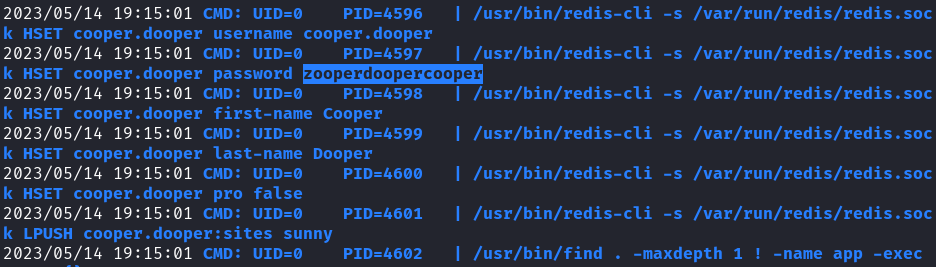 2023/05/14 19:15:01 CMD: UID=0    PID=4596   | /usr/bin/redis-cli -s /var/run/redis/redis.soc
k HSET cooper.dooper username cooper.dooper
2023/05/14 19:15:01 CMD: UID=0    PID=4597   | /usr/bin/redis-cli -s /var/run/redis/redis.soc
k HSET cooper.dooper password zooperdoopercooper
2023/05/14 19:15:01 CMD: UID=0    PID=4598   | /usr/bin/redis-cli -s /var/run/redis/redis.soc
k HSET cooper.dooper first-name Cooper
2023/05/14 19:15:01 CMD: UID=0    PID=4599   | /usr/bin/redis-cli -s /var/run/redis/redis.soc
k HSET cooper.dooper last-name Dooper
2023/05/14 19:15:01 CMD: UID=0    PID=4600   | /usr/bin/redis-cli -s /var/run/redis/redis.soc
k HSET cooper.dooper pro false
2023/05/14 19:15:01 CMD: UID=0    PID=4601   | /usr/bin/redis-cli -s /var/run/redis/redis.soc
k LPUSH cooper.dooper:sites sunny
2023/05/14 19:15:01 CMD: UID=0    PID=4602   | /usr/bin/find . -maxdepth 1 ! -name app -exec